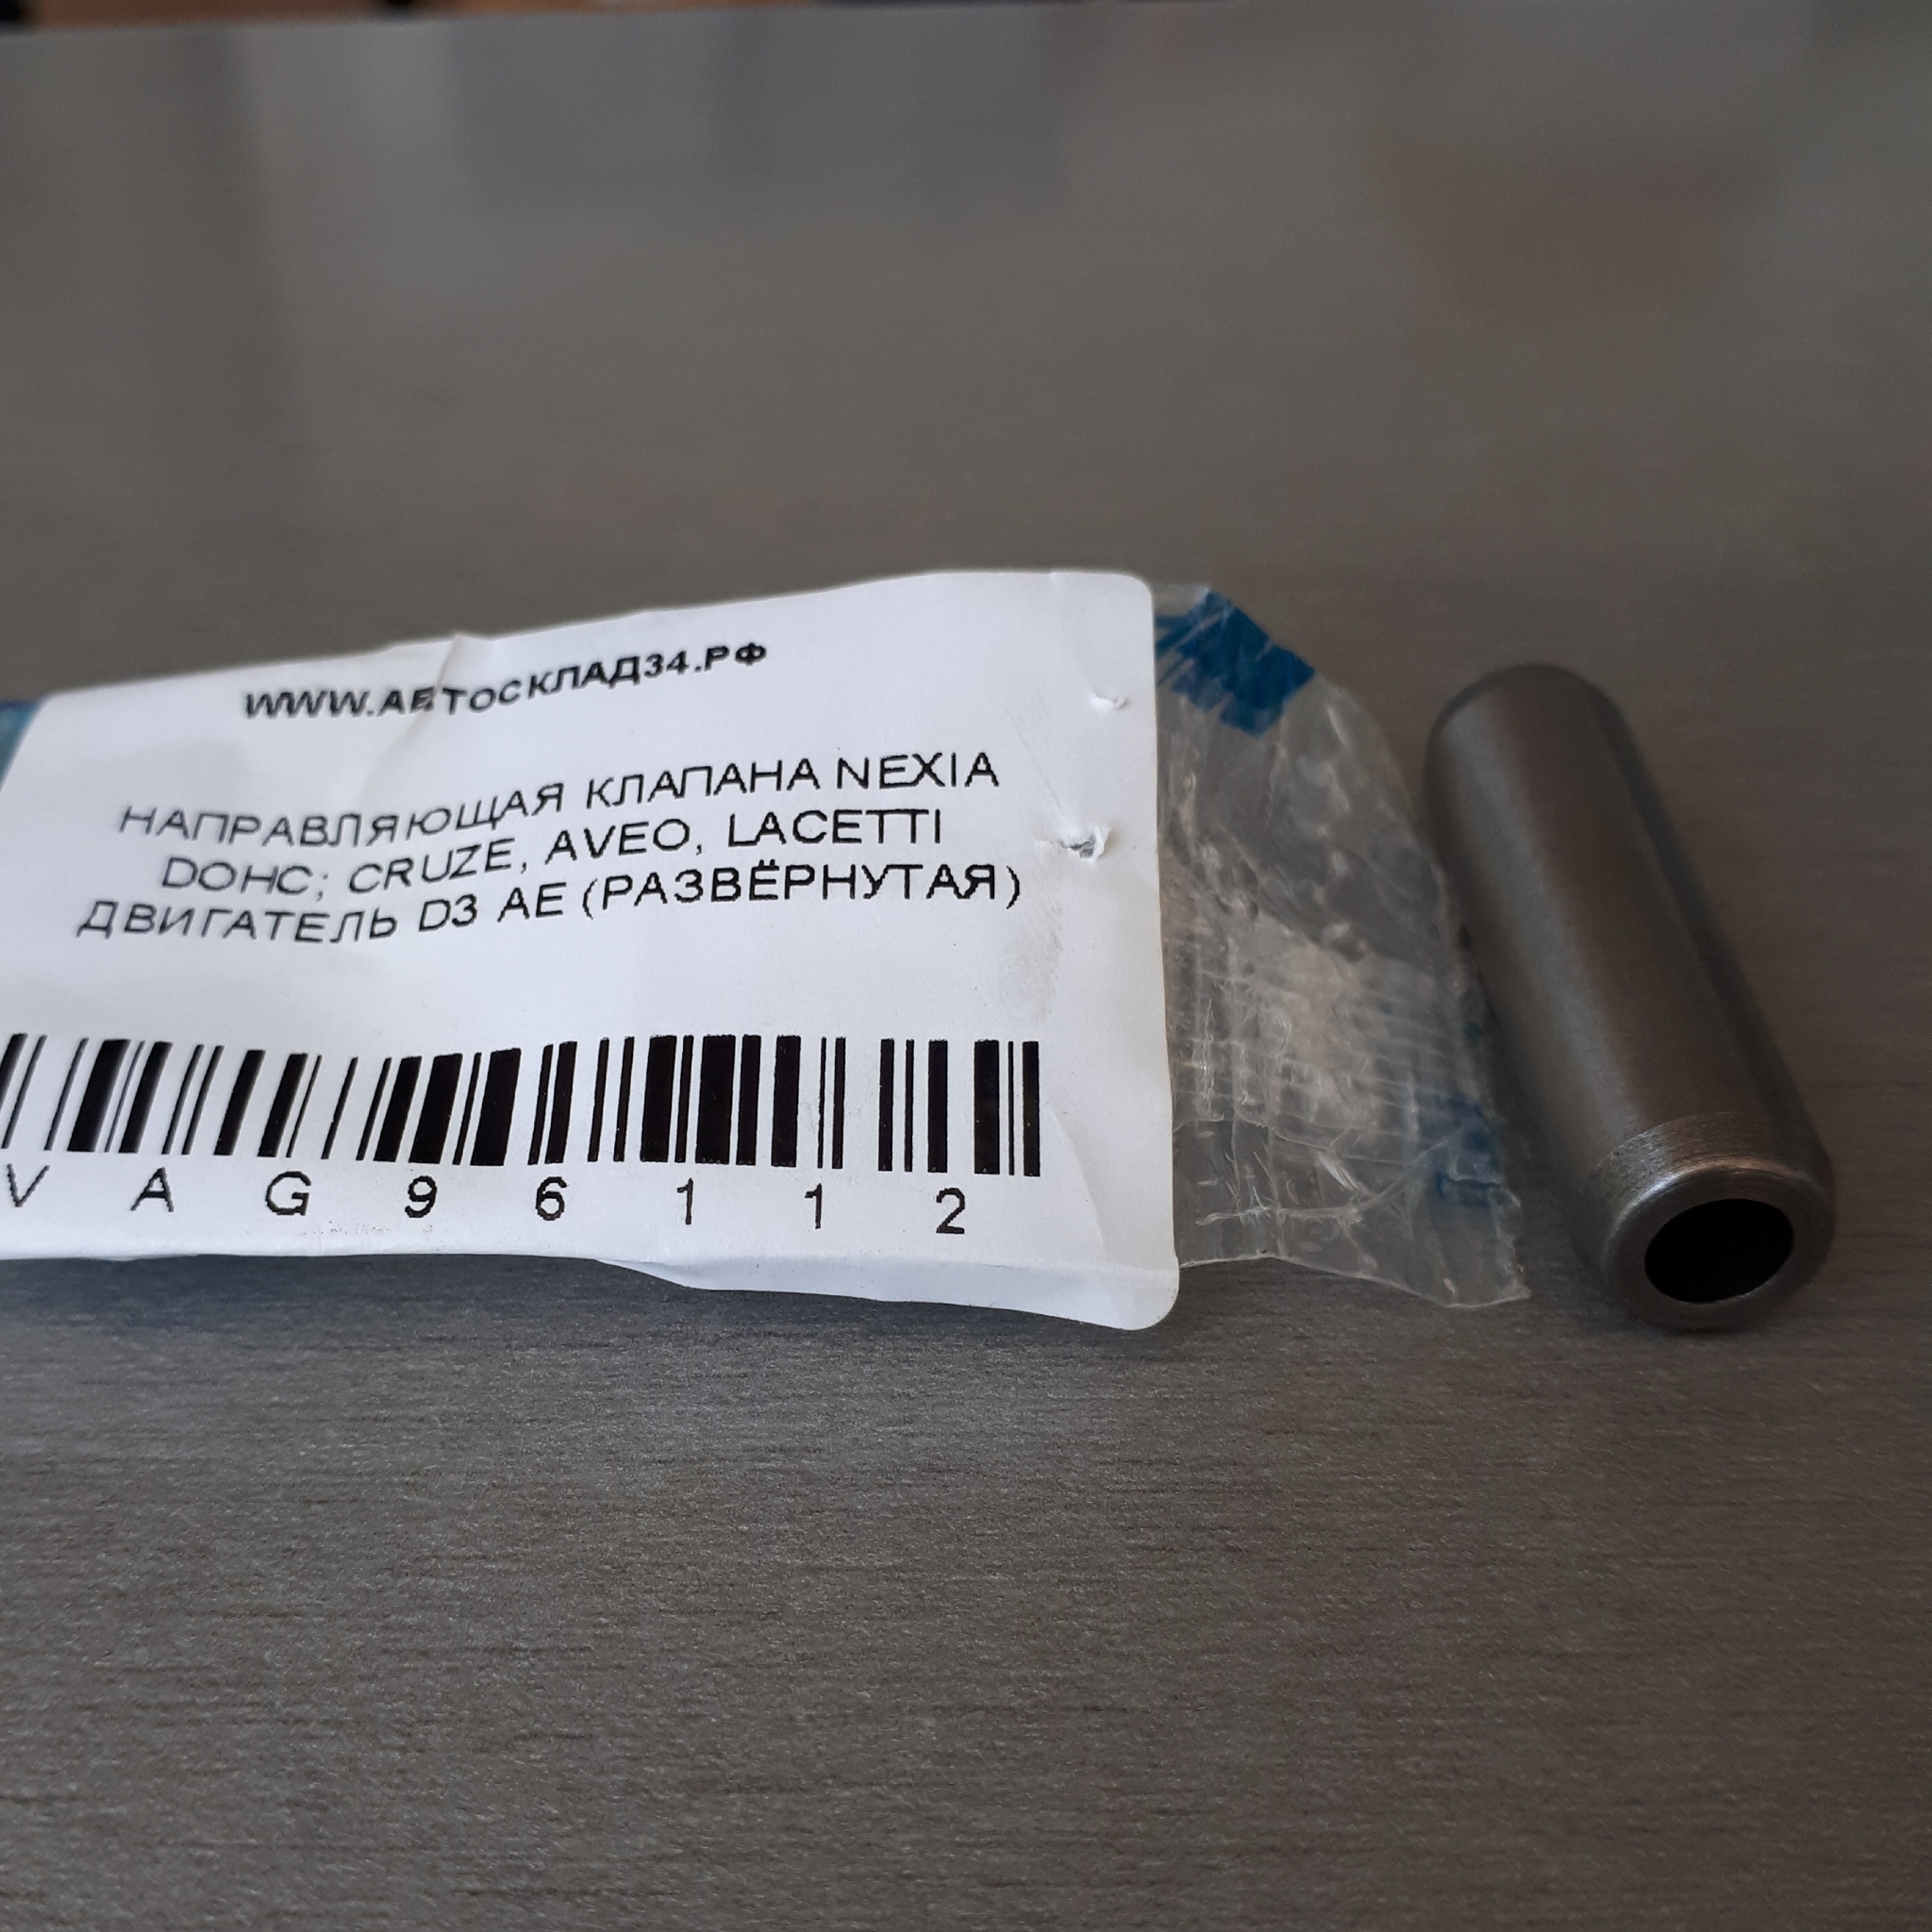 WWW.АВТОСКЛАД34.РФ
НАПРАВЛЯЮЩАЯ КЛАПАНА NEXIA
DOHC; CRUZE, AVEO, LACETTI
ДВИГАТЕЛЬ D3 AE (РАЗВЁРНУТАЯ)
VAG96112